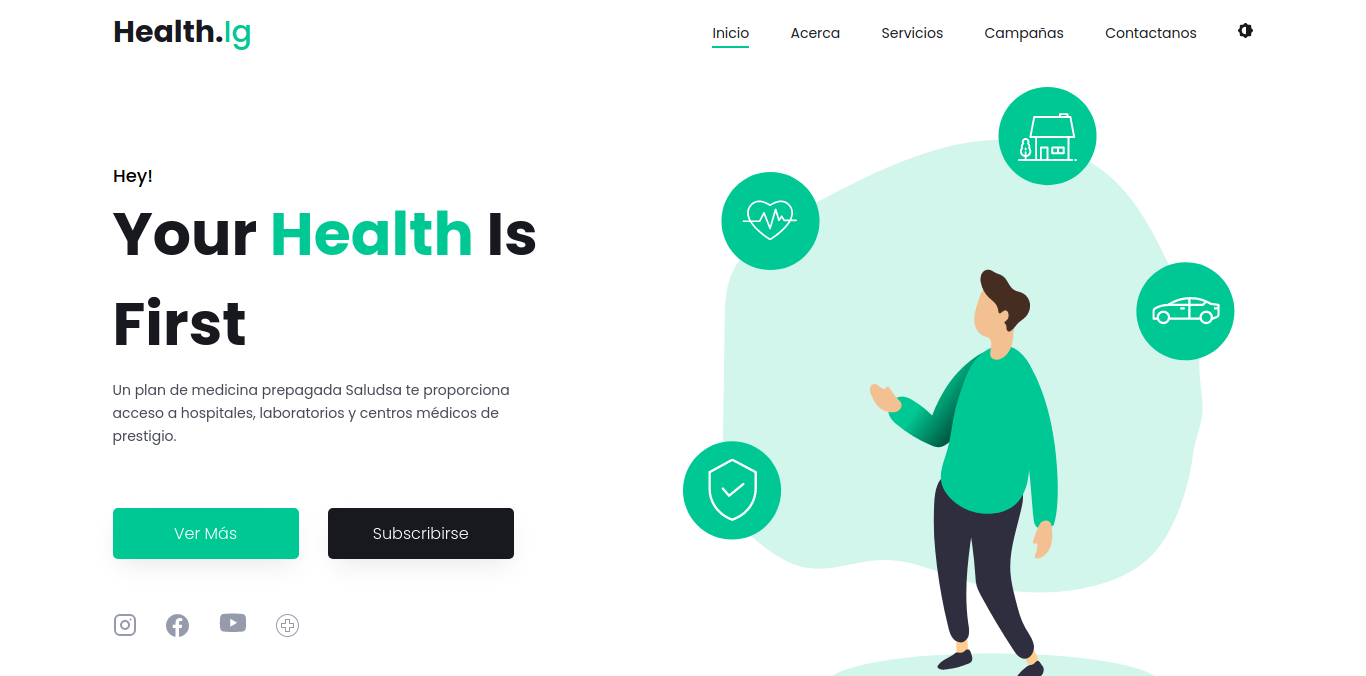 Health.Ig
Inicio
Acerca
Servicios
Campañas
Contactanos
Hey!
Your Health Is
First
Un plan de medicina prepagada Saludsa te proporciona
acceso a hospitales, laboratorios y centros médicos de
prestigio.
Ver Más
Subscribirse